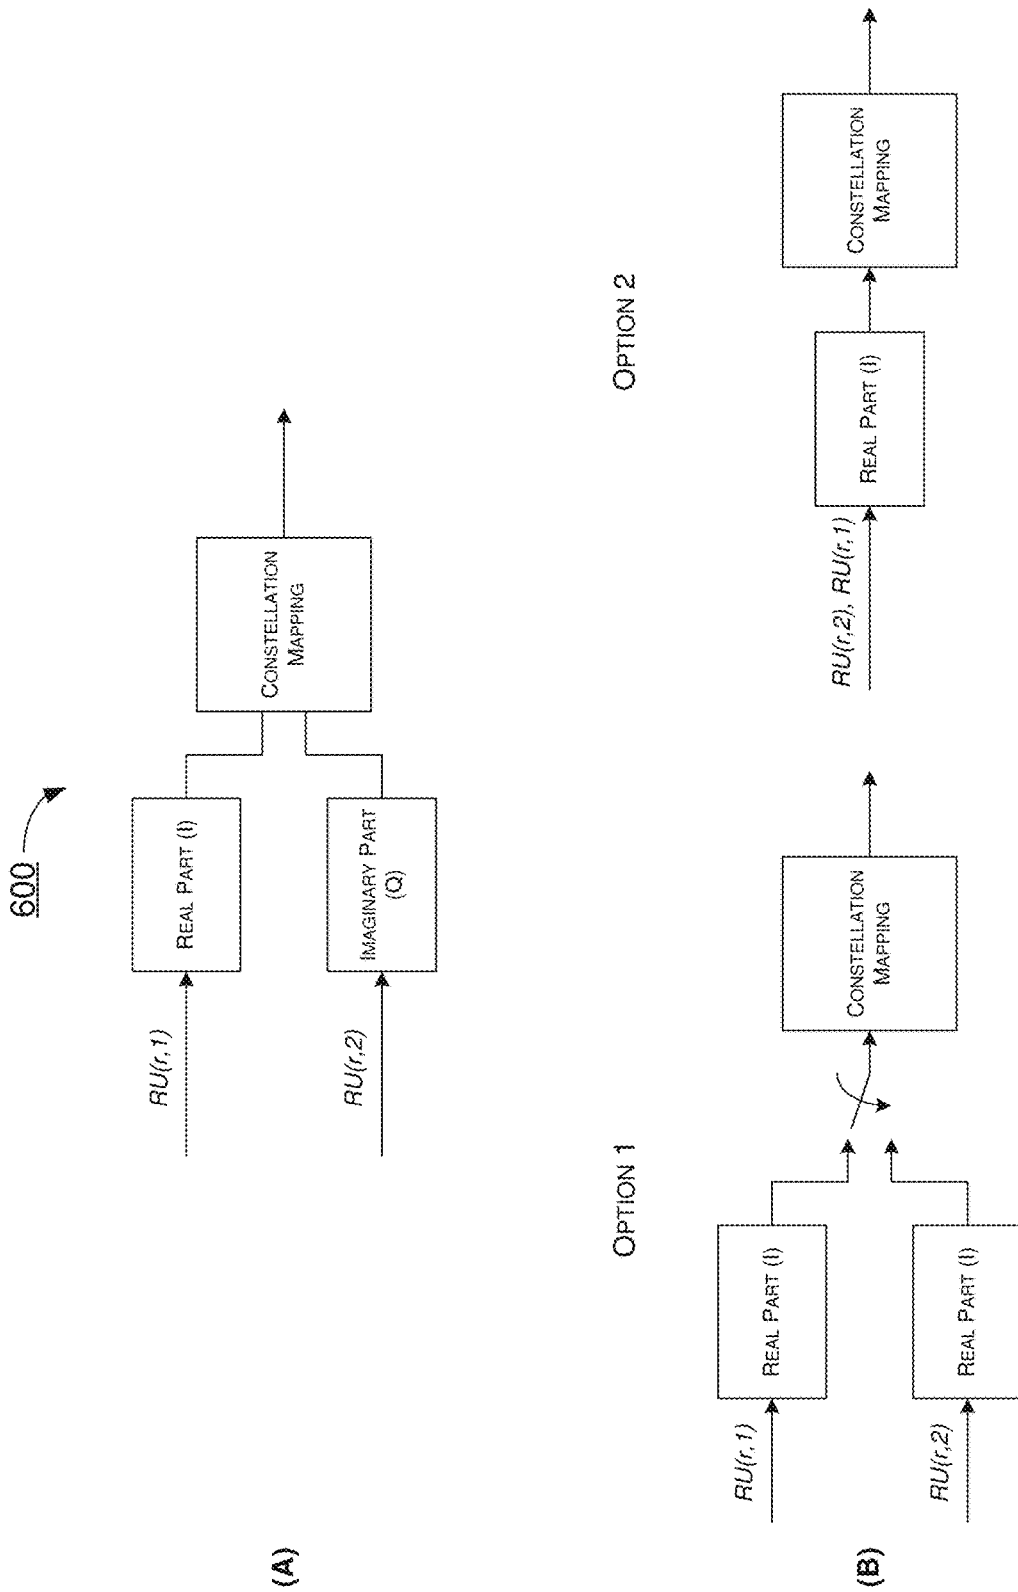 600
(A)
RU(r,1)
REAL PART (I)
RU(r,2)
IMAGINARY PART
(Q)
CONSTELLATION
MAPPING
(B)
OPTION 1
RU(r,1)
REAL PART (I)
RU(r,2)
REAL PART (I)
CONSTELLATION
MAPPING
OPTION 2
RU(r,2), RU(r,1)
REAL PART (I)
CONSTELLATION
MAPPING